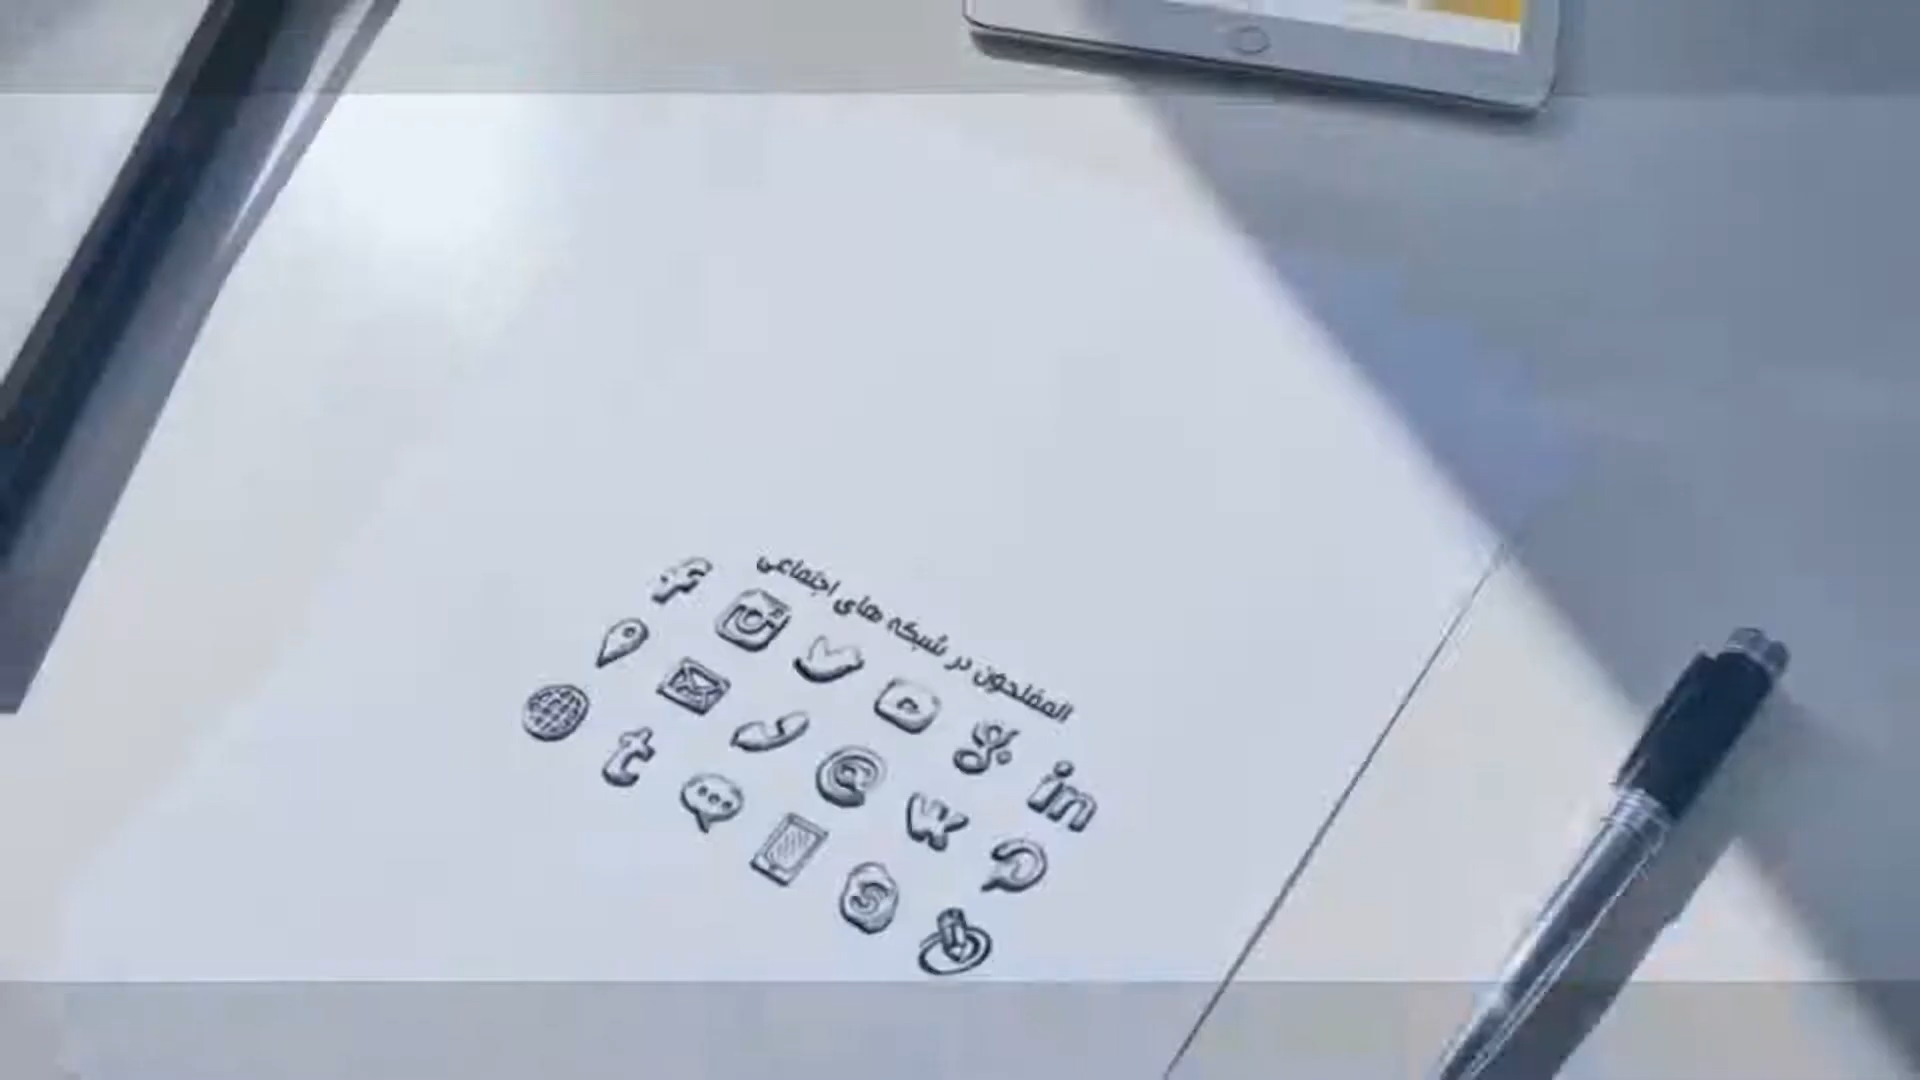 المفلحون در شبکه های اجتماعی